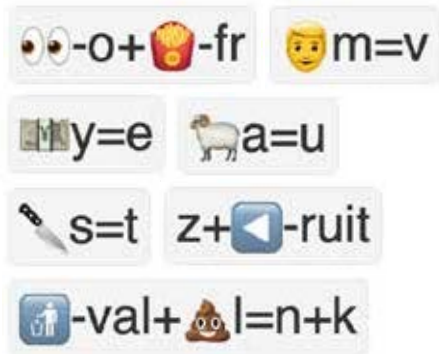 👀-o+🍟-fr 👨m=v
💵y=e 🐏a=u
🔪s=t z+◀️-ruit
🚮-val+💩l=n+k